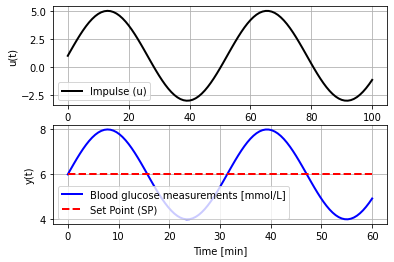 5.0
2.5
0.0
−2.5
u(t)
Impulse (u)
0 20 40 60 80 100
8
6
4
y(t)
Blood glucose measurements [mmol/L]
Set Point (SP)
0 10 20 30 40 50 60
Time [min]